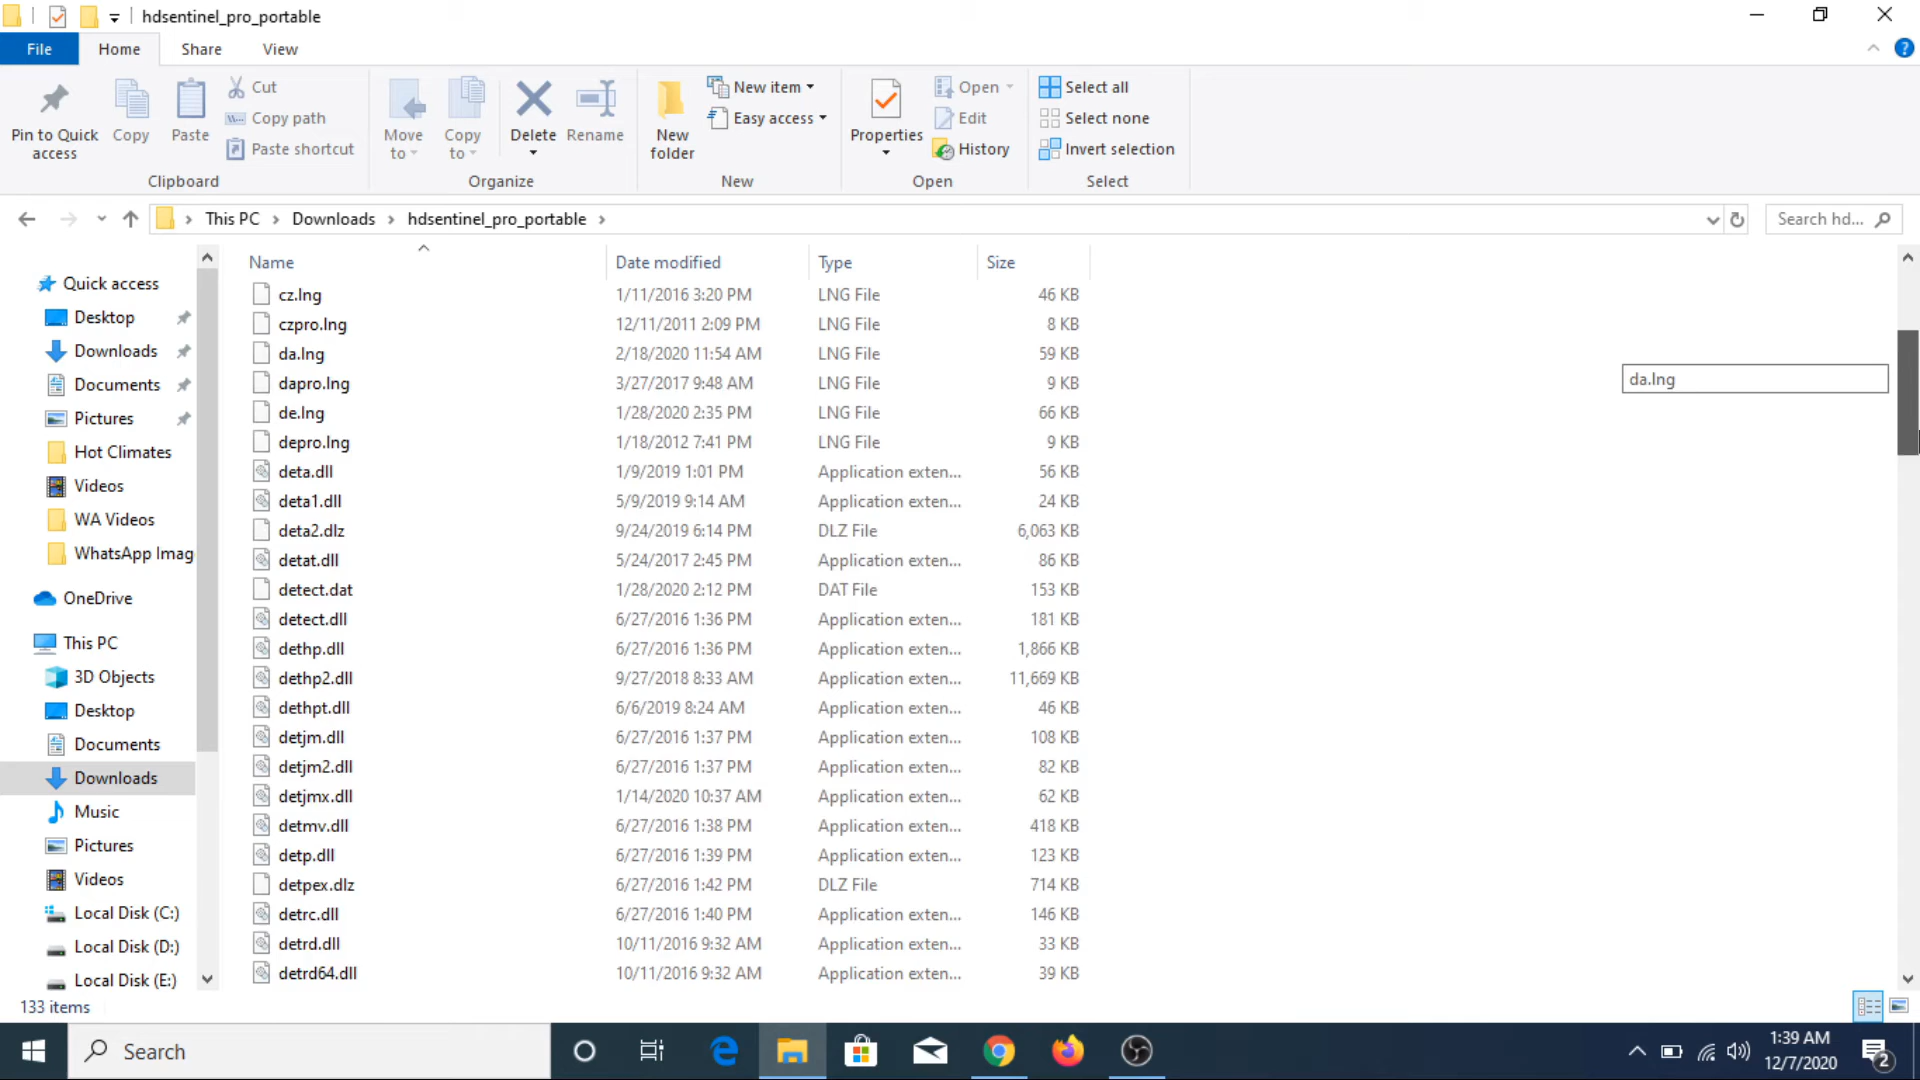 hdsentinel_pro_portable
File Home Share View
Pin to Quick access
Copy
Paste
Cut
Copy path
Paste shortcut
Clipboard
Move to
Copy to
Delete
Rename
Organize
New folder
New item
Easy access
New
Properties
Open
Edit
History
Open
Select all
Select none
Invert selection
Select
This PC Downloads hdsentinel_pro_portable
Search hd...
Quick access
Desktop
Downloads
Documents
Pictures
Hot Climates
Videos
WA Videos
WhatsApp Imag
OneDrive
This PC
3D Objects
Desktop
Documents
Downloads
Music
Pictures
Videos
Local Disk (C:)
Local Disk (D:)
Local Disk (E:)
Name Date modified Type Size
cz.lng 1/11/2016 3:20 PM LNG File 46 KB
czpro.lng 12/11/2011 2:09 PM LNG File 8 KB
da.lng 2/18/2020 11:54 AM LNG File 59 KB
dapro.lng 3/27/2017 9:48 AM LNG File 9 KB
de.lng 1/28/2020 2:35 PM LNG File 66 KB
depro.lng 1/18/2012 7:41 PM LNG File 9 KB
deta.dll 1/9/2019 1:01 PM Application exten... 56 KB
deta1.dll 5/9/2019 9:14 AM Application exten... 24 KB
deta2.dlz 9/24/2019 6:14 PM DLZ File 6,063 KB
detat.dll 5/24/2017 2:45 PM Application exten... 86 KB
detect.dat 1/28/2020 2:12 PM DAT File 153 KB
detect.dll 6/27/2016 1:36 PM Application exten... 181 KB
dethp.dll 6/27/2016 1:36 PM Application exten... 1,866 KB
dethp2.dll 9/27/2018 8:33 AM Application exten... 11,669 KB
dethpt.dll 6/6/2019 8:24 AM Application exten... 46 KB
detjm.dll 6/27/2016 1:37 PM Application exten... 108 KB
detjm2.dll 6/27/2016 1:37 PM Application exten... 82 KB
detjmx.dll 1/14/2020 10:37 AM Application exten... 62 KB
detmv.dll 6/27/2016 1:38 PM Application exten... 418 KB
detp.dll 6/27/2016 1:39 PM Application exten... 123 KB
detpex.dlz 6/27/2016 1:42 PM DLZ File 714 KB
detrc.dll 6/27/2016 1:40 PM Application exten... 146 KB
detrd.dll 10/11/2016 9:32 AM Application exten... 33 KB
detrd64.dll 10/11/2016 9:32 AM Application exten... 39 KB
da.lng
133 items
Search
1:39 AM
12/7/2020
2